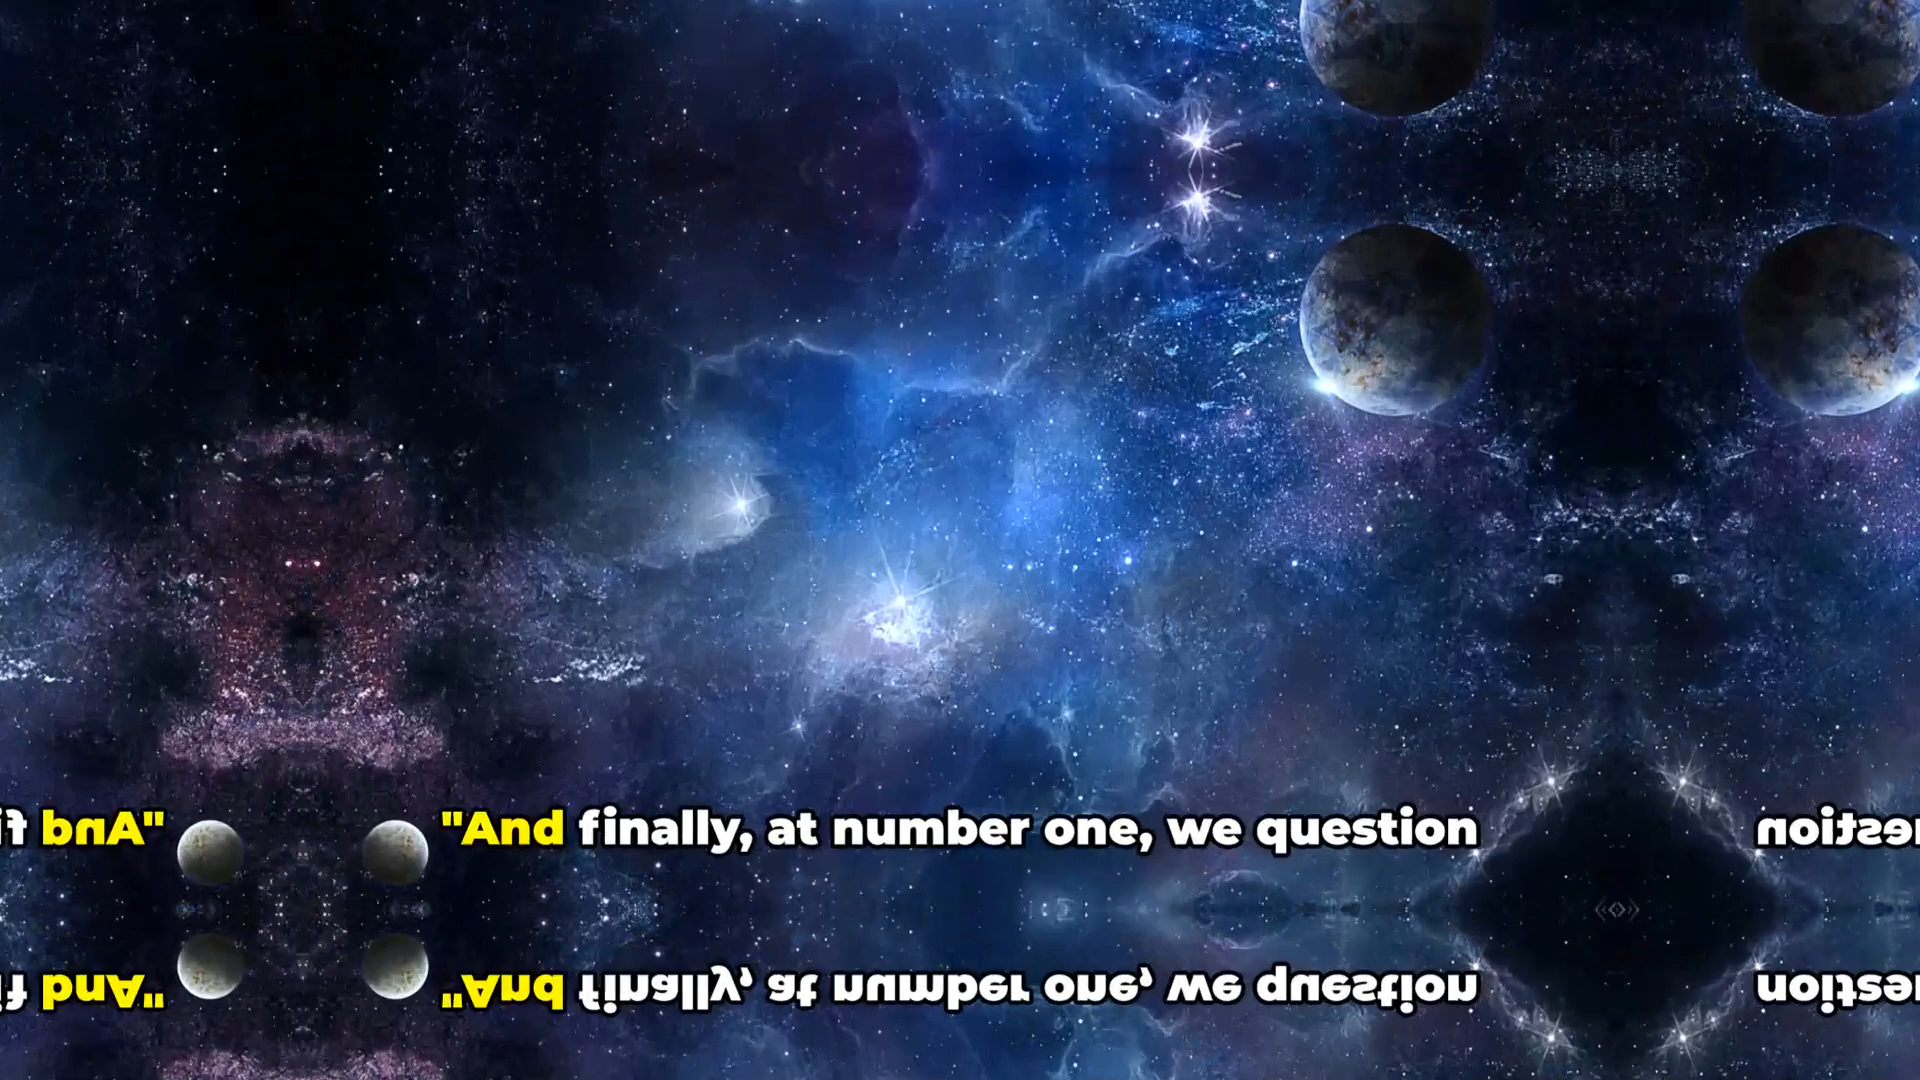 "And finally, at number one, we question